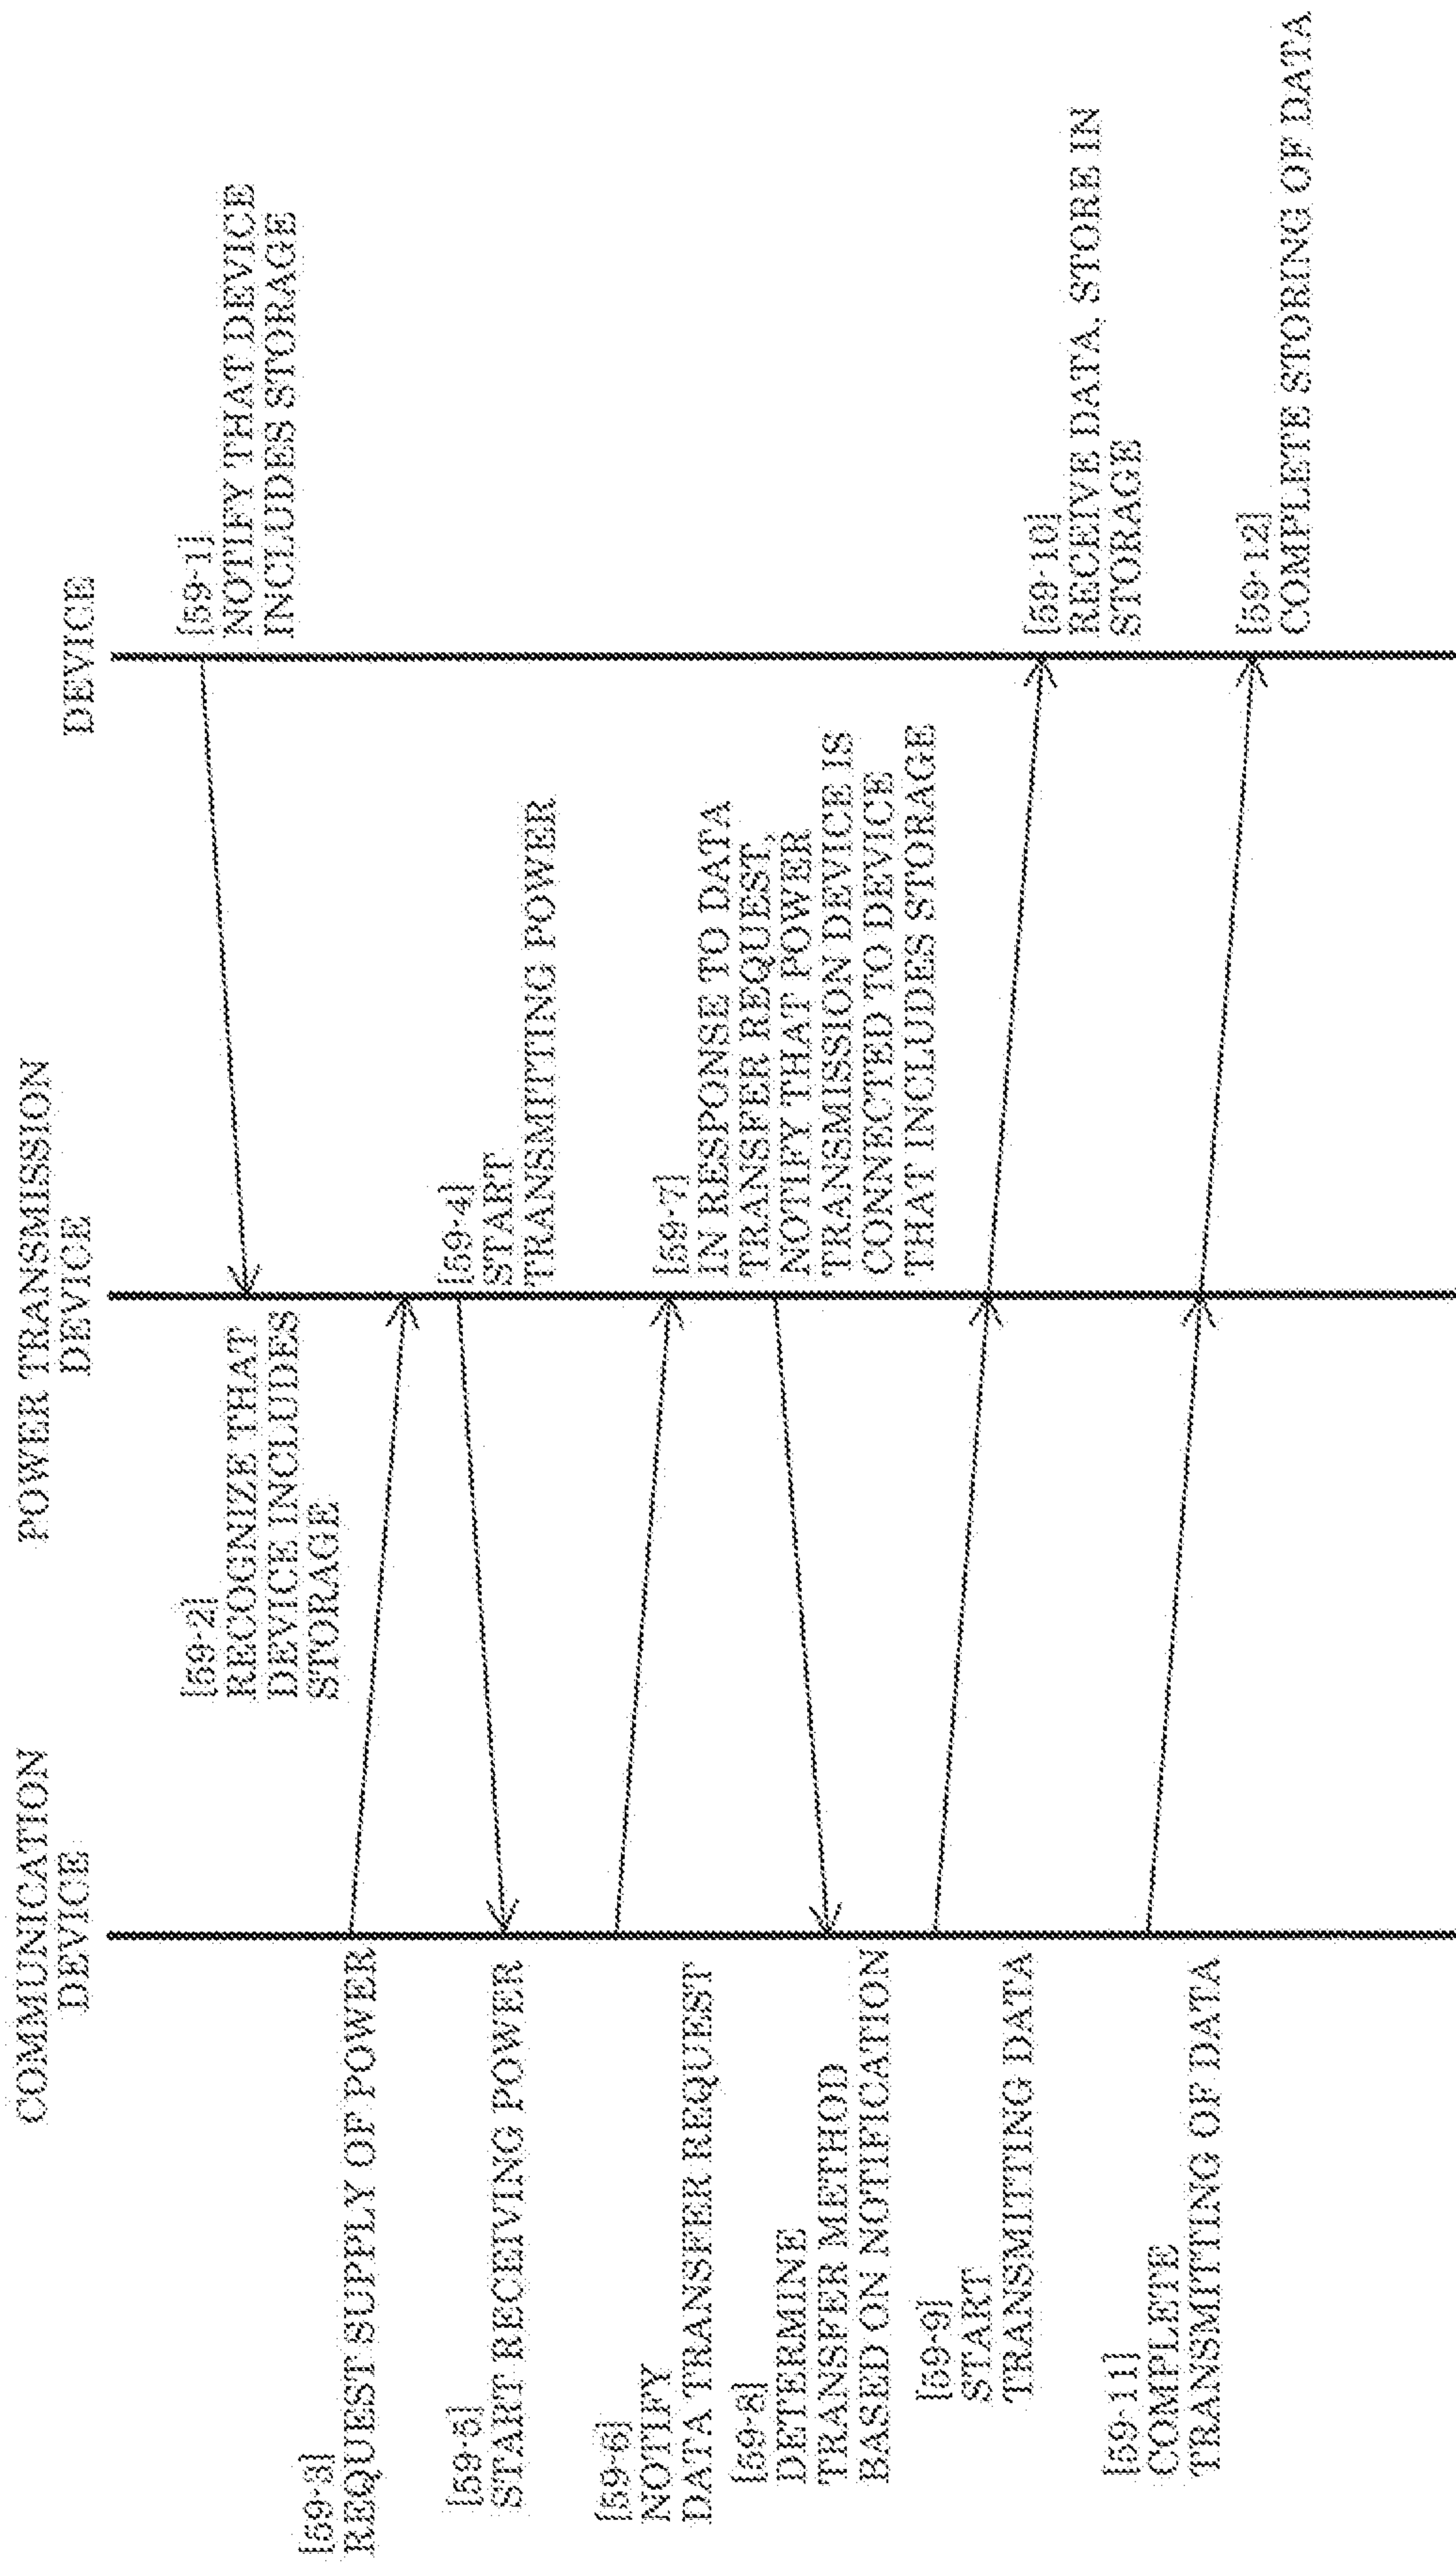 COMMUNICATION
DEVICE
POWER TRANSMISSION
DEVICE
DEVICE
[59-1]
NOTIFY THAT DEVICE
INCLUDES STORAGE
[59-2]
RECOGNIZE THAT
DEVICE INCLUDES
STORAGE
[59-3]
REQUEST SUPPLY OF POWER
[59-4]
START
TRANSMITTING POWER
[59-5]
START RECEIVING POWER
[59-6]
NOTIFY
DATA TRANSFER REQUEST
[59-7]
IN RESPONSE TO DATA
TRANSFER REQUEST,
NOTIFY THAT POWER
TRANSMISSION DEVICE IS
CONNECTED TO DEVICE
THAT INCLUDES STORAGE
[59-8]
DETERMINE
TRANSFER METHOD
BASED ON NOTIFICATION
[59-9]
START
TRANSMITTING DATA
[59-10]
RECEIVE DATA, STORE IN
STORAGE
[59-11]
COMPLETE
TRANSMITTING OF DATA
[59-12]
COMPLETE STORING OF DATA